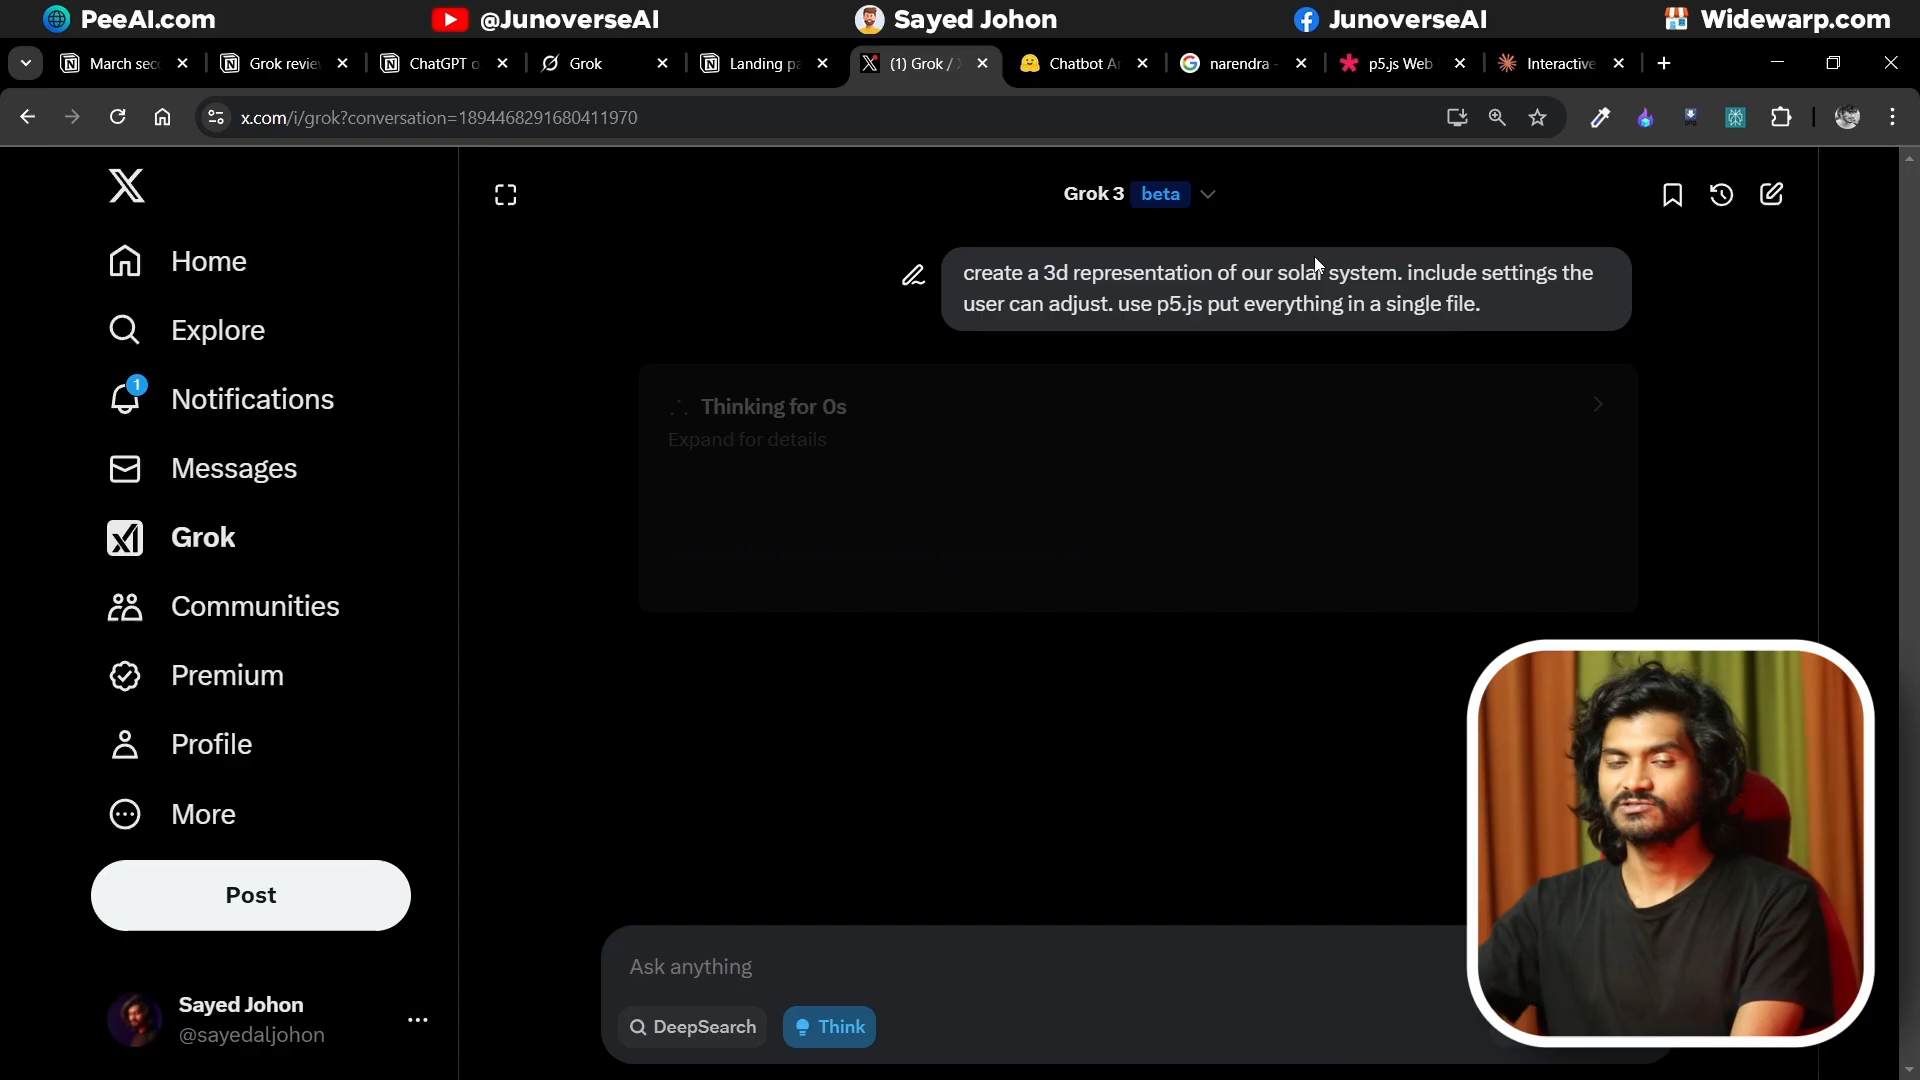 PeeAI.com
@JunoverseAI
Sayed Johon
JunoverseAI
Widewarp.com
March sec
Grok revie
ChatGPT o
Grok
Landing pa
(1) Grok /
Chatbot Ar
narendra -
p5.js Web
Interactive
x.com/i/grok?conversation=1894468291680411970
Grok 3 beta
create a 3d representation of our solar system. include settings the
user can adjust. use p5.js put everything in a single file.
Thinking for 0s
Expand for details
Home
Explore
1
Notifications
Messages
Grok
Communities
Premium
Profile
More
Post
Sayed Johon
@sayedaljohon
Ask anything
DeepSearch
Think